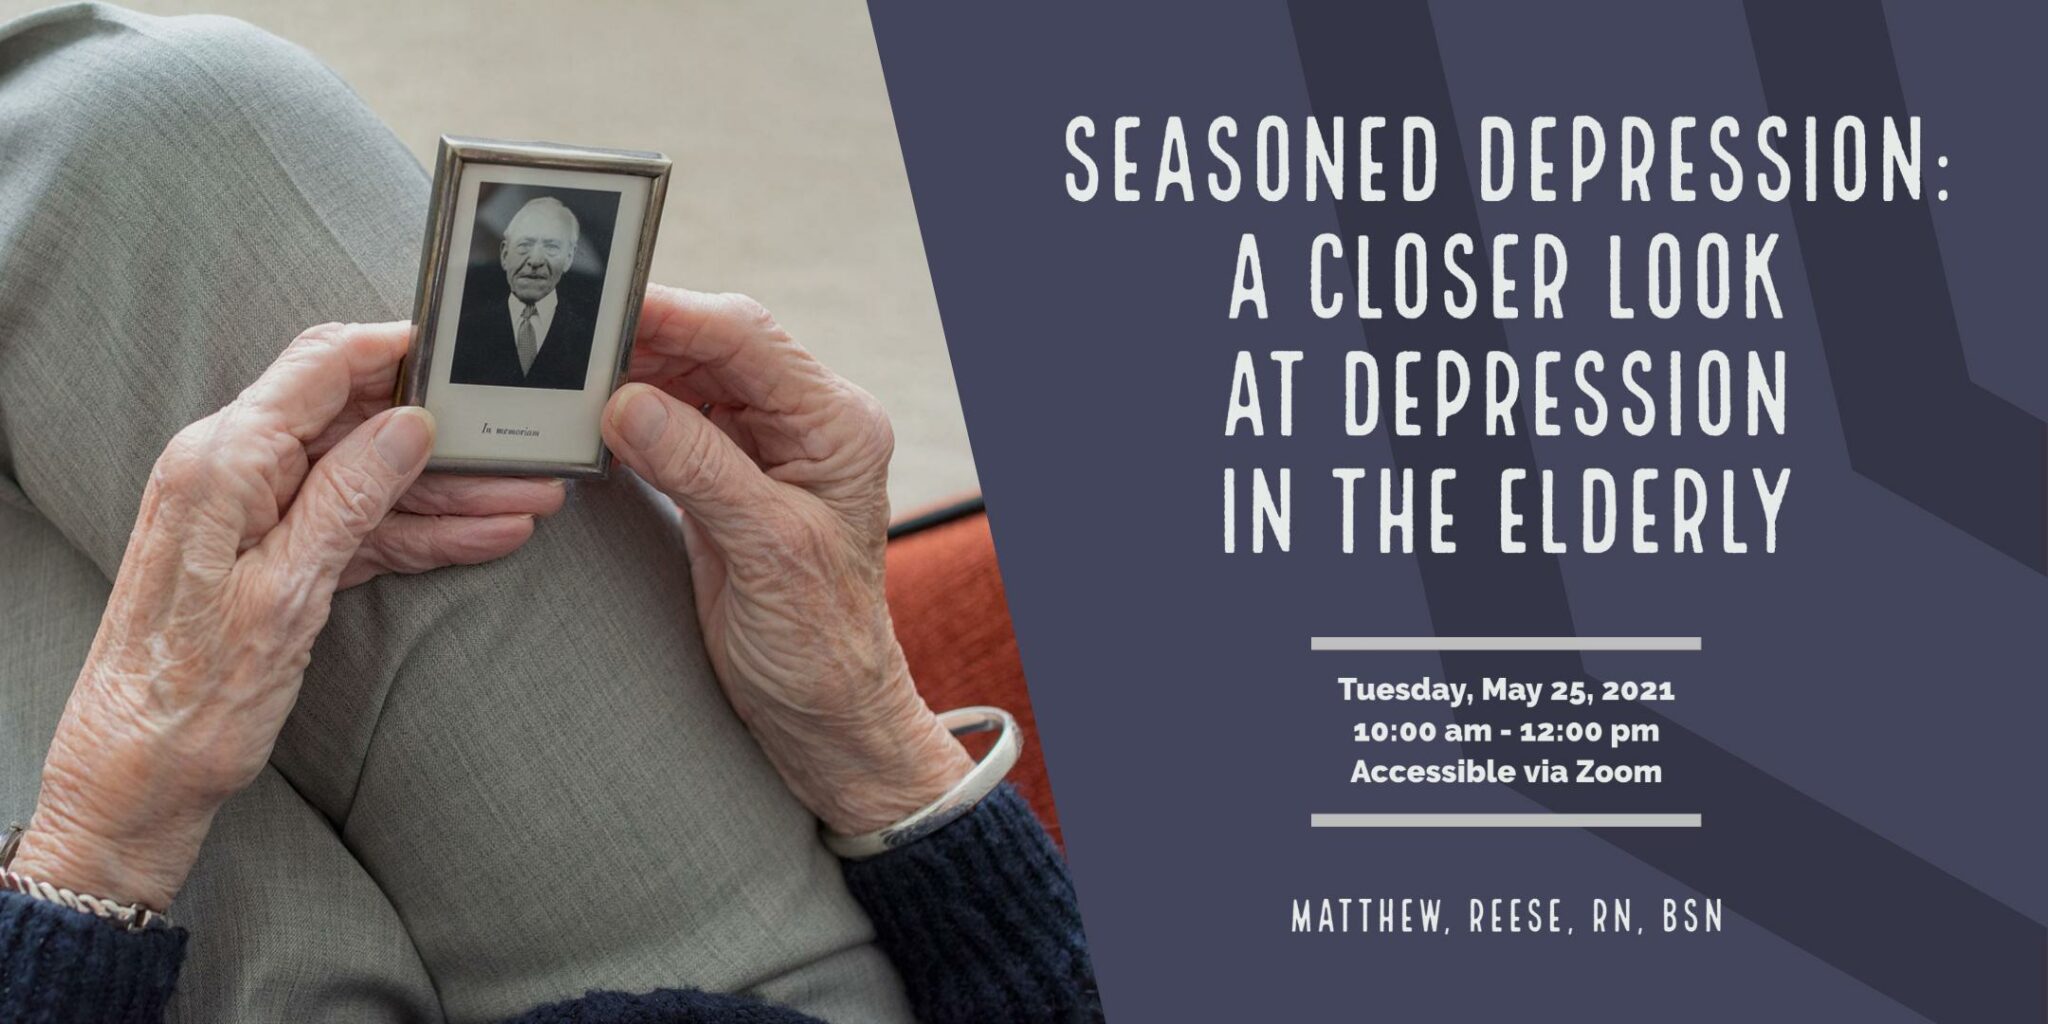 In memoriam
SEASONED DEPRESSION:
A CLOSER LOOK
AT DEPRESSION
IN THE ELDERLY
Tuesday, May 25, 2021
10:00 am - 12:00 pm
Accessible via Zoom
MATTHEW, REESE, RN, BSN